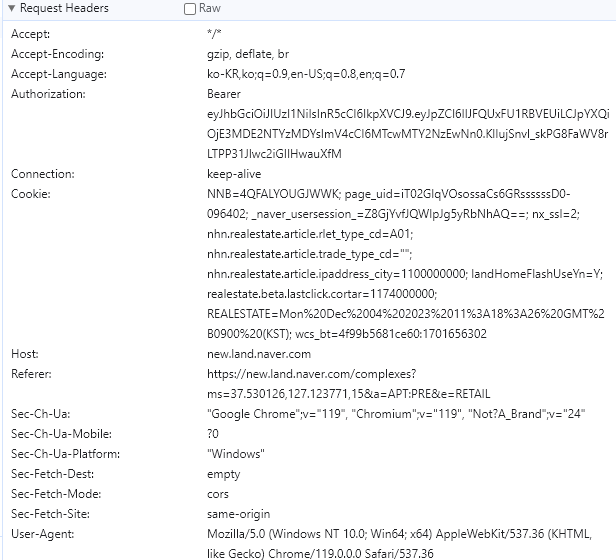 ▼ Request Headers Raw
Accept: */*
Accept-Encoding: gzip, deflate, br
Accept-Language: ko-KR,ko;q=0.9,en-US;q=0.8,en;q=0.7
Authorization: Bearer
eyJhbGciOiJIUzI1NiIsInR5cCI6IkpXVCJ9.eyJpZCI6IlJFQUxFU1RBVEUiLCJpYXQi
OjE3MDE2NTYzMDYsImV4cCI6MTcwMTY2NzEwNn0.KIlujSnvI_skPG8FaWV8r
LTPP31Jlwc2iGIIHwauXfM
Connection: keep-alive
Cookie: NNB=4QFALYOUGJWWK; page_uid=iT02GlqVOsossaCs6GRssssssD0-
096402; _naver_usersession_=Z8GjYvfJQWIpJg5yRbNhAQ==; nx_ssl=2;
nhn.realestate.article.rlet_type_cd=A01;
nhn.realestate.article.trade_type_cd="";
nhn.realestate.article.ipaddress_city=1100000000; landHomeFlashUseYn=Y;
realestate.beta.lastclick.cortar=1174000000;
REALESTATE=Mon%20Dec%2004%202023%2011%3A18%3A26%20GMT%2
B0900%20(KST); wcs_bt=4f99b5681ce60:1701656302
Host: new.land.naver.com
Referer: https://new.land.naver.com/complexes?
ms=37.530126,127.123771,15&a=APT:PRE&e=RETAIL
Sec-Ch-Ua: "Google Chrome";v="119", "Chromium";v="119", "Not?A_Brand";v="24"
Sec-Ch-Ua-Mobile: ?0
Sec-Ch-Ua-Platform: "Windows"
Sec-Fetch-Dest: empty
Sec-Fetch-Mode: cors
Sec-Fetch-Site: same-origin
User-Agent: Mozilla/5.0 (Windows NT 10.0; Win64; x64) AppleWebKit/537.36 (KHTML,
like Gecko) Chrome/119.0.0.0 Safari/537.36